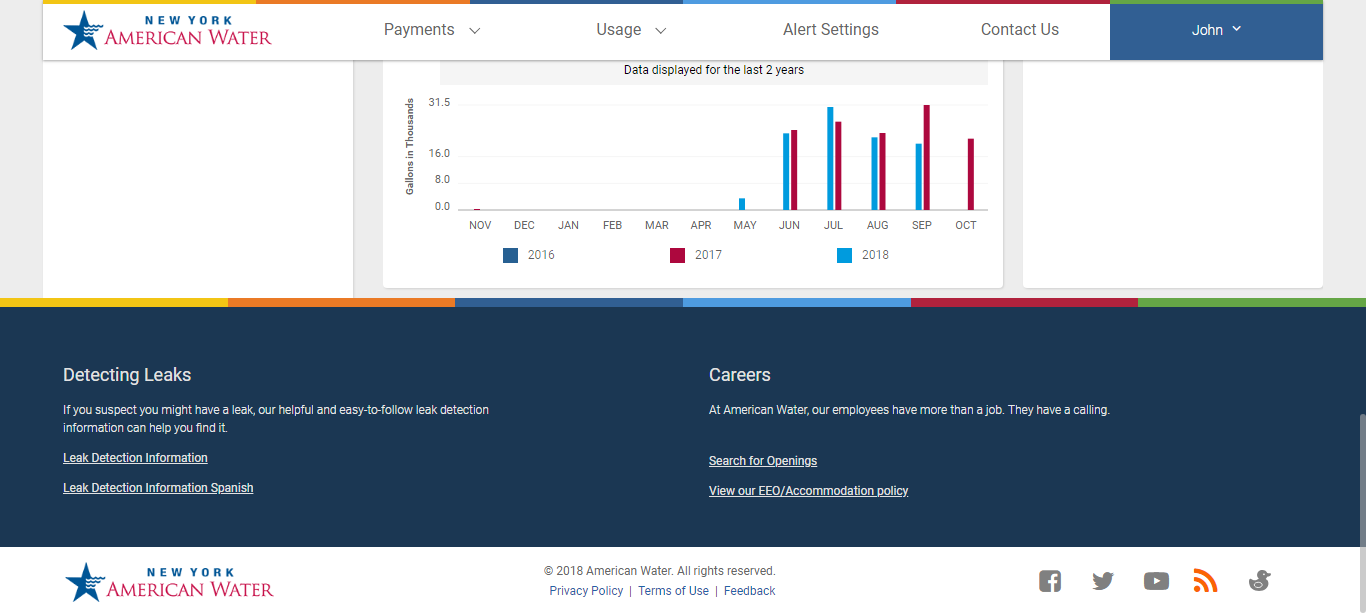 NEW YORK
AMERICAN WATER
Payments
Usage
Alert Settings
Contact Us
John
Data displayed for the last 2 years
Gallons in Thousands
31.5
16.0
8.0
0.0
NOV DEC JAN FEB MAR APR MAY JUN JUL AUG SEP OCT
2016 2017 2018
Detecting Leaks
If you suspect you might have a leak, our helpful and easy-to-follow leak detection
information can help you find it.
Leak Detection Information
Leak Detection Information Spanish
Careers
At American Water, our employees have more than a job. They have a calling.
Search for Openings
View our EEO/Accommodation policy
NEW YORK
AMERICAN WATER
© 2018 American Water. All rights reserved.
Privacy Policy | Terms of Use | Feedback